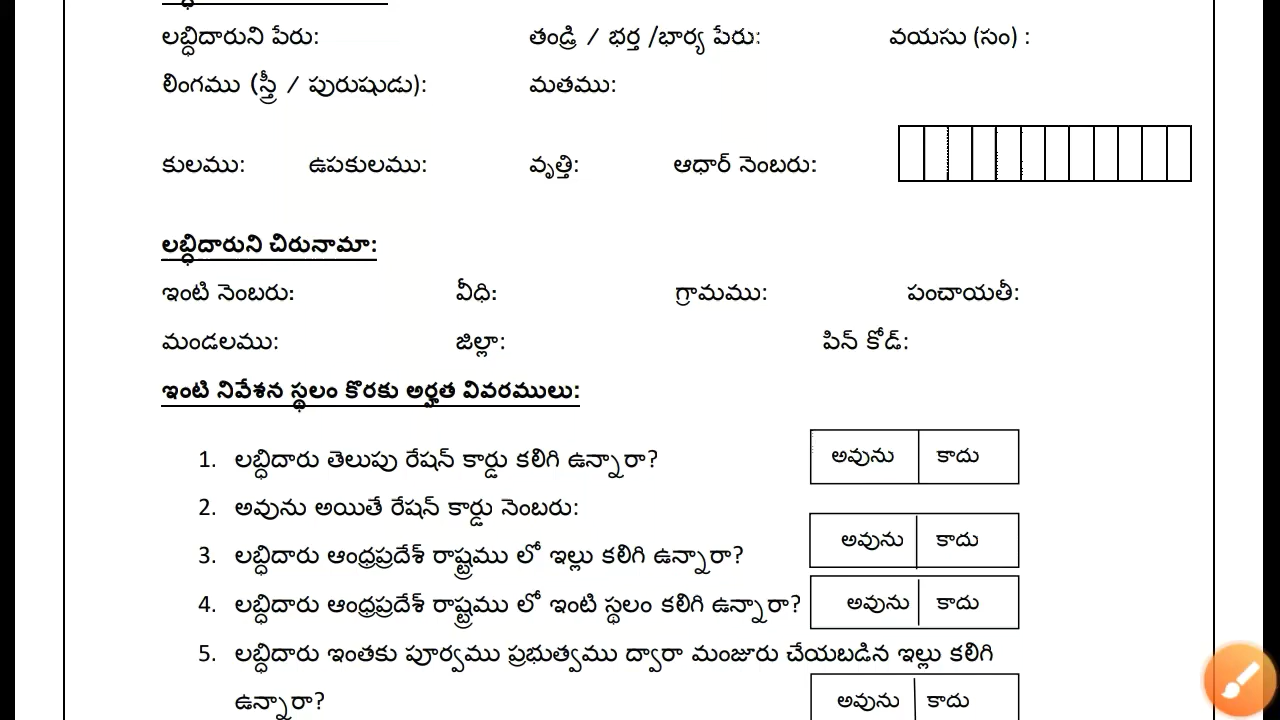 లబ్ధిదారుని పేరు: తండ్రి / భర్త /భార్య పేరు: వయసు (సం) :
లింగము (స్త్రీ / పురుషుడు): మతము:
కులము: ఉపకులము: వృత్తి: ఆధార్ నెంబరు:
లబ్ధిదారుని చిరునామా:
ఇంటి నెంబరు: వీధి: గ్రామము: పంచాయతీ:
మండలము: జిల్లా: పిన్ కోడ్:
ఇంటి నివేశన స్థలం కొరకు అర్హత వివరములు:
1. లబ్ధిదారు తెలుపు రేషన్ కార్డు కలిగి ఉన్నారా? అవును కాదు
2. అవును అయితే రేషన్ కార్డు నెంబరు:
3. లబ్ధిదారు ఆంధ్రప్రదేశ్ రాష్ట్రము లో ఇల్లు కలిగి ఉన్నారా? అవును కాదు
4. లబ్ధిదారు ఆంధ్రప్రదేశ్ రాష్ట్రము లో ఇంటి స్థలం కలిగి ఉన్నారా? అవును కాదు
5. లబ్ధిదారు ఇంతకు పూర్వము ప్రభుత్వము ద్వారా మంజూరు చేయబడిన ఇల్లు కలిగి
ఉన్నారా? అవును కాదు